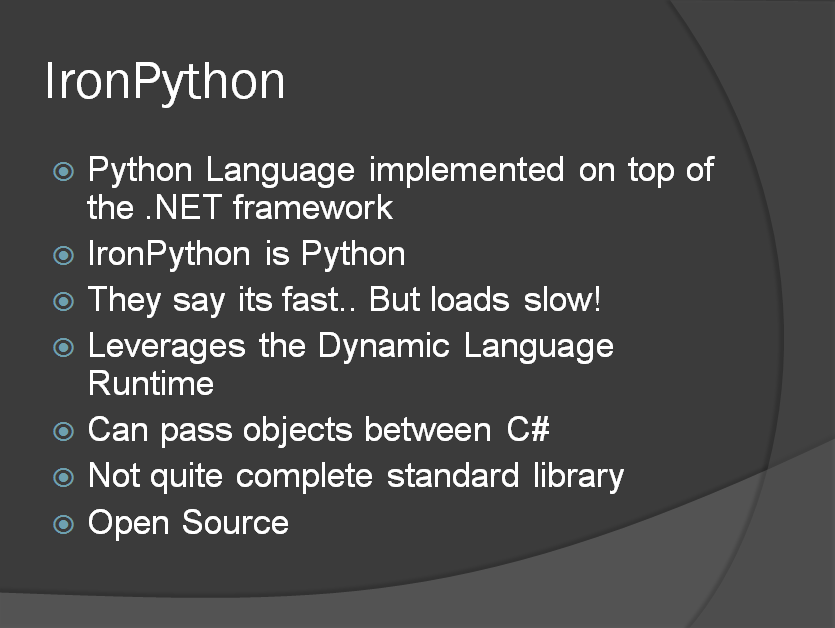 IronPython
Python Language implemented on top of
the .NET framework
IronPython is Python
They say its fast.. But loads slow!
Leverages the Dynamic Language
Runtime
Can pass objects between C#
Not quite complete standard library
Open Source